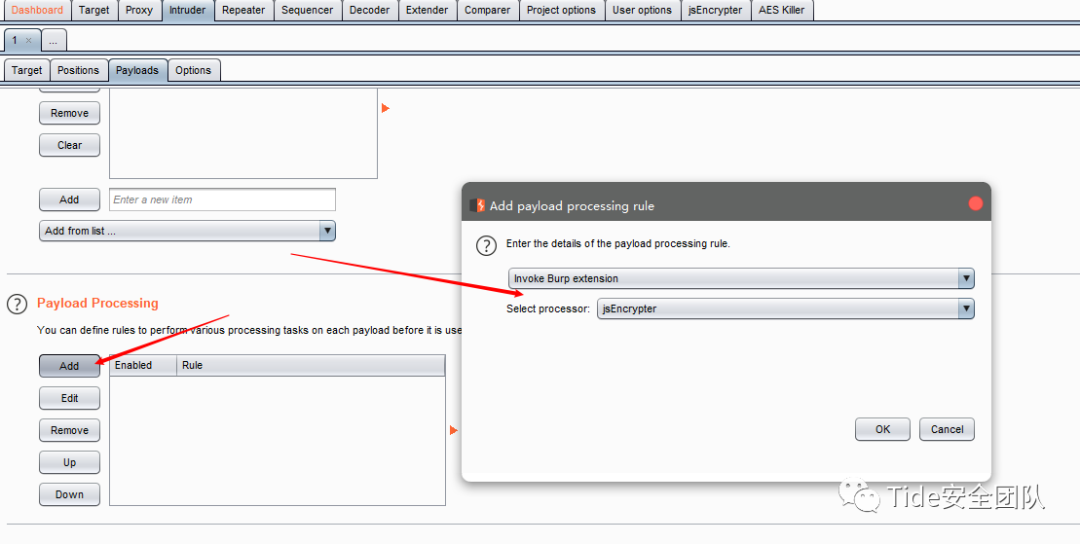 Dashboard Target Proxy Intruder Repeater Sequencer Decoder Extender Comparer Project options User options jsEncrypter AES Killer
1 × ...
Target Positions Payloads Options
Remove
Clear
Add Enter a new item
Add from list ...
Payload Processing
You can define rules to perform various processing tasks on each payload before it is use
Add Enabled Rule
Edit
Remove
Up
Down
Add payload processing rule
? Enter the details of the payload processing rule.
Invoke Burp extension
Select processor: jsEncrypter
OK Cancel
Tide安全团队